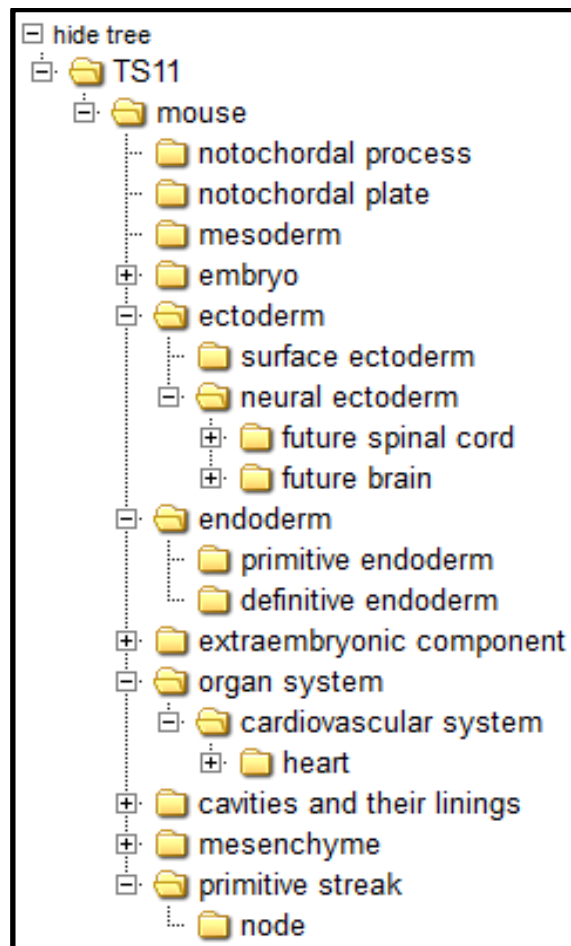 hide tree
TS11
mouse
notochordal process
notochordal plate
mesoderm
embryo
ectoderm
surface ectoderm
neural ectoderm
future spinal cord
future brain
endoderm
primitive endoderm
definitive endoderm
extraembryonic component
organ system
cardiovascular system
heart
cavities and their linings
mesenchyme
primitive streak
node